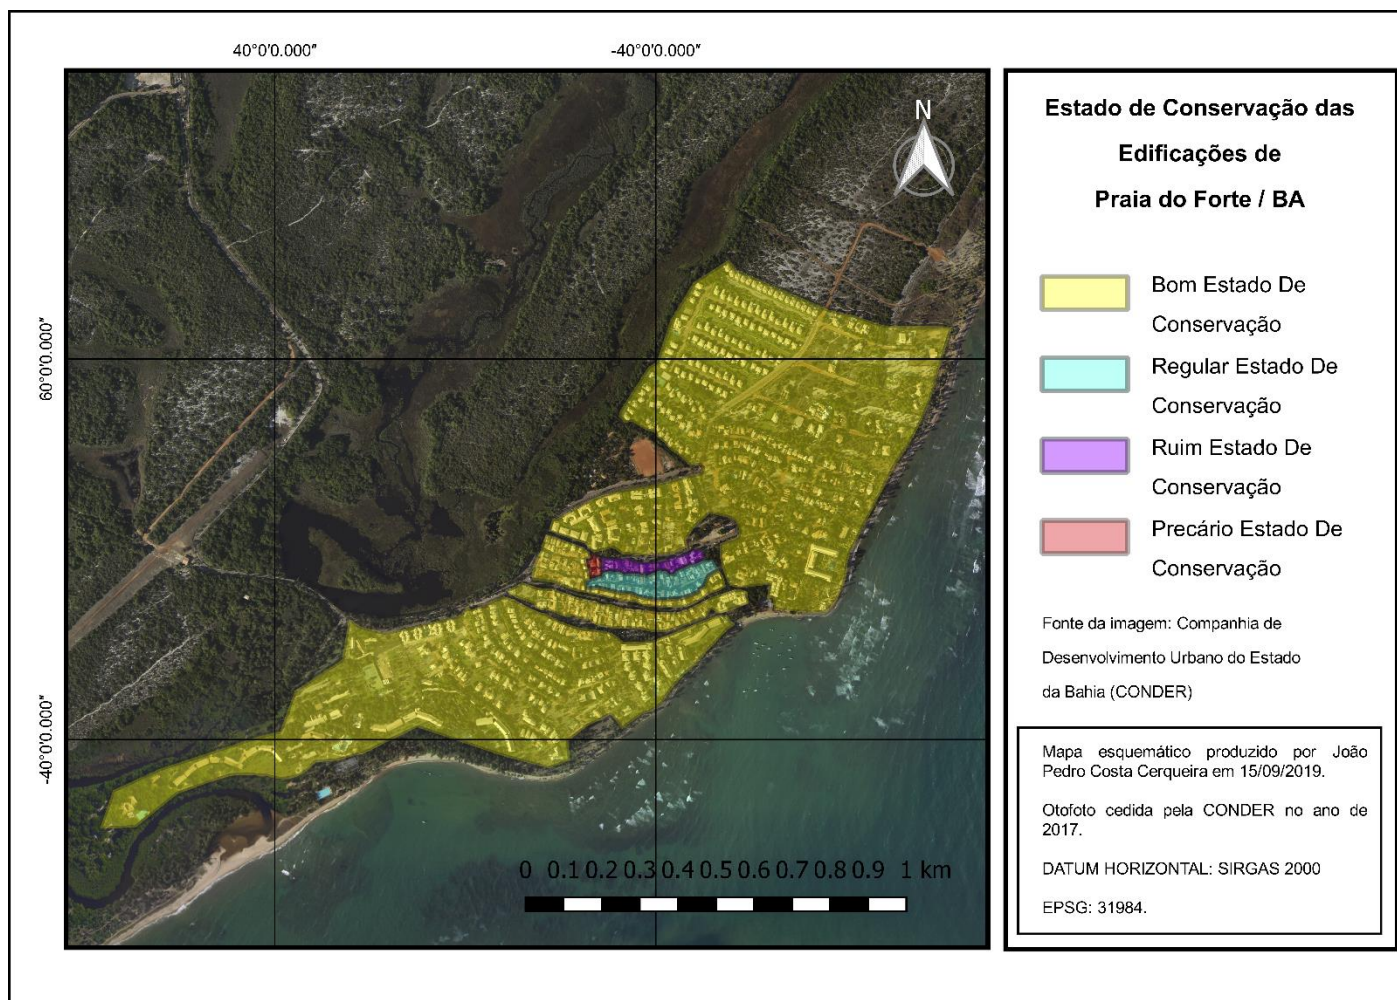 40°0'0.000″
-40°0'0.000″
60°0'0.000″
-40°0'0.000″
N
0 0.1 0.2 0.3 0.4 0.5 0.6 0.7 0.8 0.9 1 km
Estado de Conservação das
Edificações de
Praia do Forte / BA
Bom Estado De
Conservação
Regular Estado De
Conservação
Ruim Estado De
Conservação
Precário Estado De
Conservação
Fonte da imagem: Companhia de
Desenvolvimento Urbano do Estado
da Bahia (CONDER)
Mapa esquemático produzido por João
Pedro Costa Cerqueira em 15/09/2019.
Otofoto cedida pela CONDER no ano de
2017.
DATUM HORIZONTAL: SIRGAS 2000
EPSG: 31984.